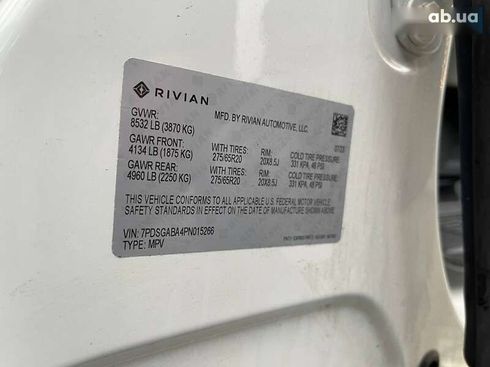 ab.ua
RIVIAN
MFD. BY RIVIAN AUTOMOTIVE, LLC.
07/23
GVWR:
8532 LB (3870 KG)
GAWR FRONT: WITH TIRES: RIM: COLD TIRE PRESSURE:
4134 LB (1875 KG) 275/65R20 20X8.5J 331 KPA, 48 PSI
GAWR REAR: WITH TIRES: RIM: COLD TIRE PRESSURE:
4960 LB (2250 KG) 275/65R20 20X8.5J 331 KPA, 48 PSI
THIS VEHICLE CONFORMS TO ALL APPLICABLE U.S. FEDERAL MOTOR VEHICLE
SAFETY STANDARDS IN EFFECT ON THE DATE OF MANUFACTURE SHOWN ABOVE.
VIN: 7PDSGABA4PN015266
TYPE: MPV